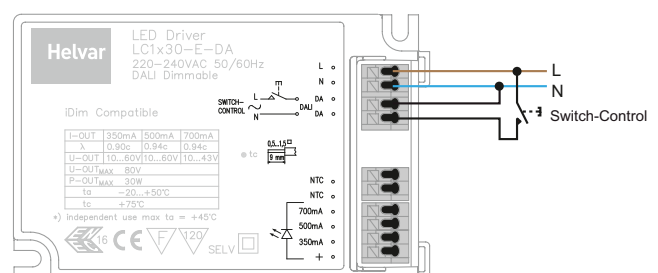 Helvar
LED Driver
LC1x30-E-DA
220-240VAC 50/60Hz
DALI Dimmable
iDim Compatible
I-OUT 350mA 500mA 700mA
λ 0.90c 0.94c 0.94c
U-OUT 10...60V 10...60V 10...43V
U-OUTMAX 80V
P-OUTMAX 30W
ta -20...+50°C
tc +75°C
*) independent use max ta = +45°C
16
CE
F
120
SELV
SWITCH-
CONTROL
L
N
DALI
0,5...1,5
9 mm
tc
L
N
DA
DA
NTC
NTC
700mA
500mA
350mA
+
L
N
Switch-Control